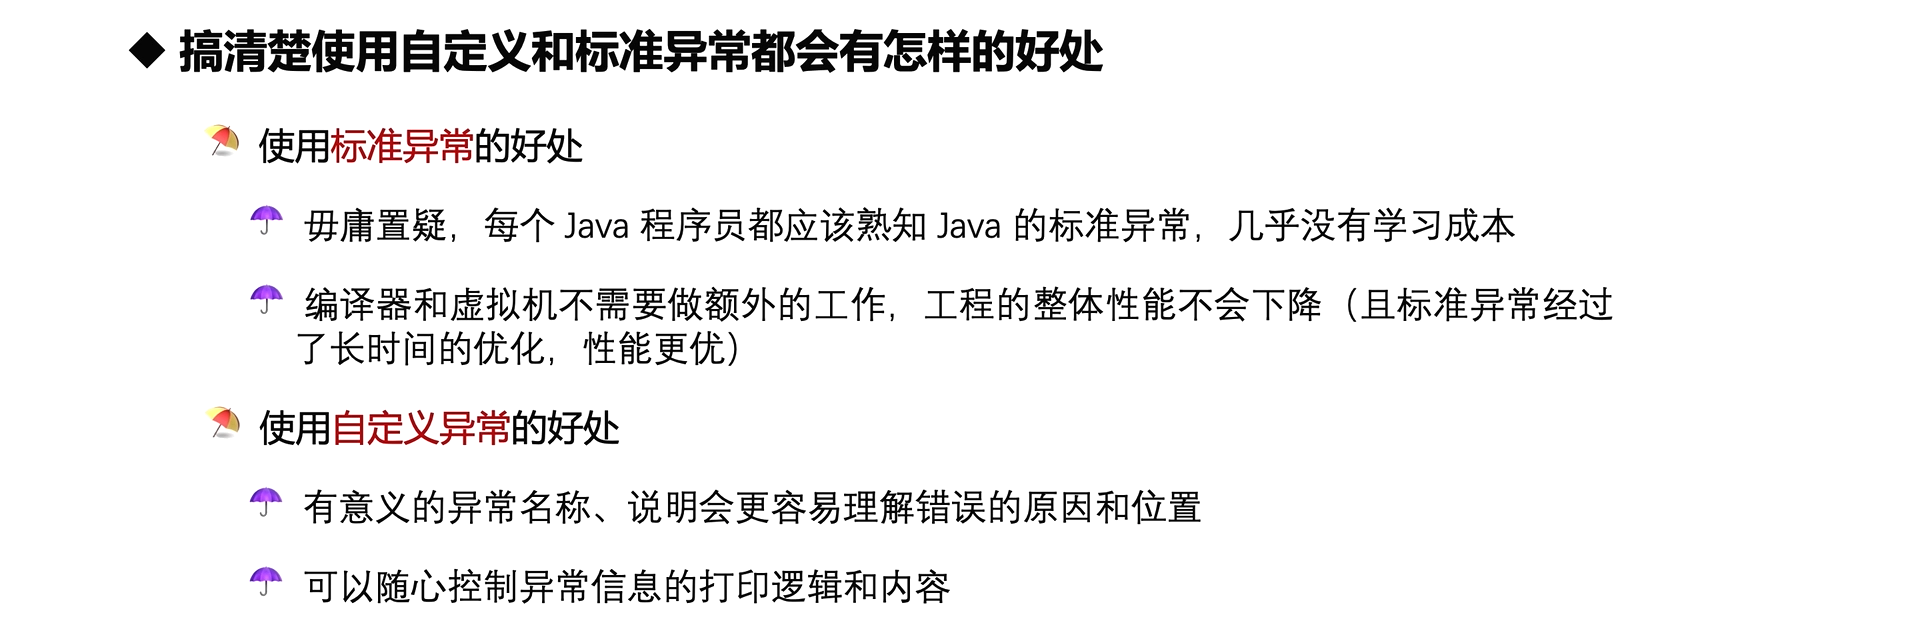 搞清楚使用自定义和标准异常都会有怎样的好处
使用标准异常的好处
毋庸置疑，每个 Java 程序员都应该熟知 Java 的标准异常，几乎没有学习成本
编译器和虚拟机不需要做额外的工作，工程的整体性能不会下降（且标准异常经过
了长时间的优化，性能更优）
使用自定义异常的好处
有意义的异常名称、说明会更容易理解错误的原因和位置
可以随心控制异常信息的打印逻辑和内容